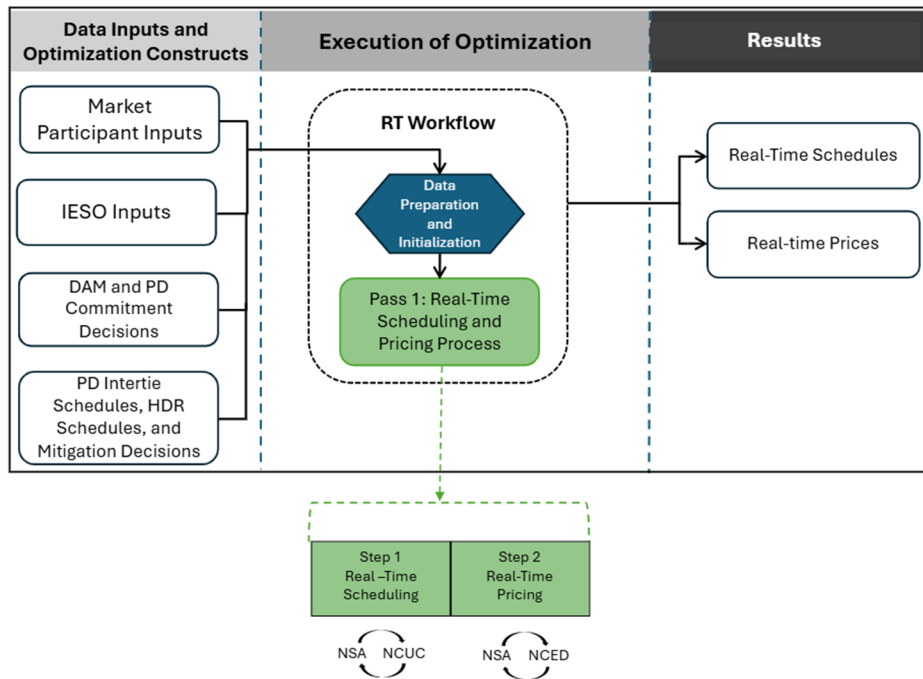 Data Inputs and
Optimization Constructs
Execution of Optimization
Results
Market
Participant Inputs
IESO Inputs
DAM and PD
Commitment
Decisions
PD Intertie
Schedules, HDR
Schedules, and
Mitigation Decisions
RT Workflow
Data
Preparation
and
Initialization
Pass 1: Real-Time
Scheduling and
Pricing Process
Real-Time Schedules
Real-time Prices
Step 1
Real –Time
Scheduling
Step 2
Real-Time
Pricing
NSA NCUC
NSA NCED